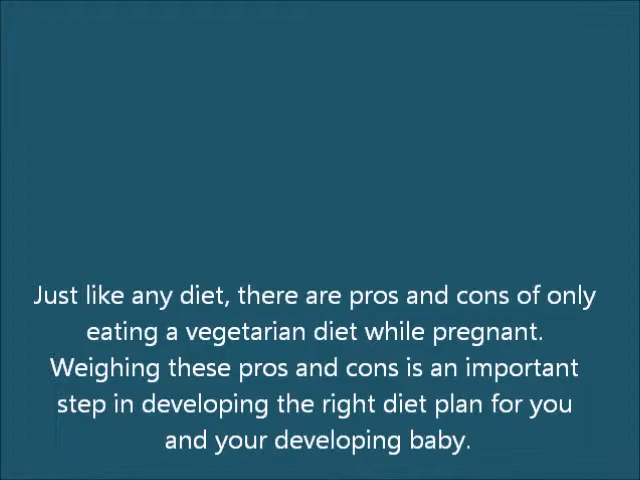 Just like any diet, there are pros and cons of only
eating a vegetarian diet while pregnant.
Weighing these pros and cons is an important
step in developing the right diet plan for you
and your developing baby.